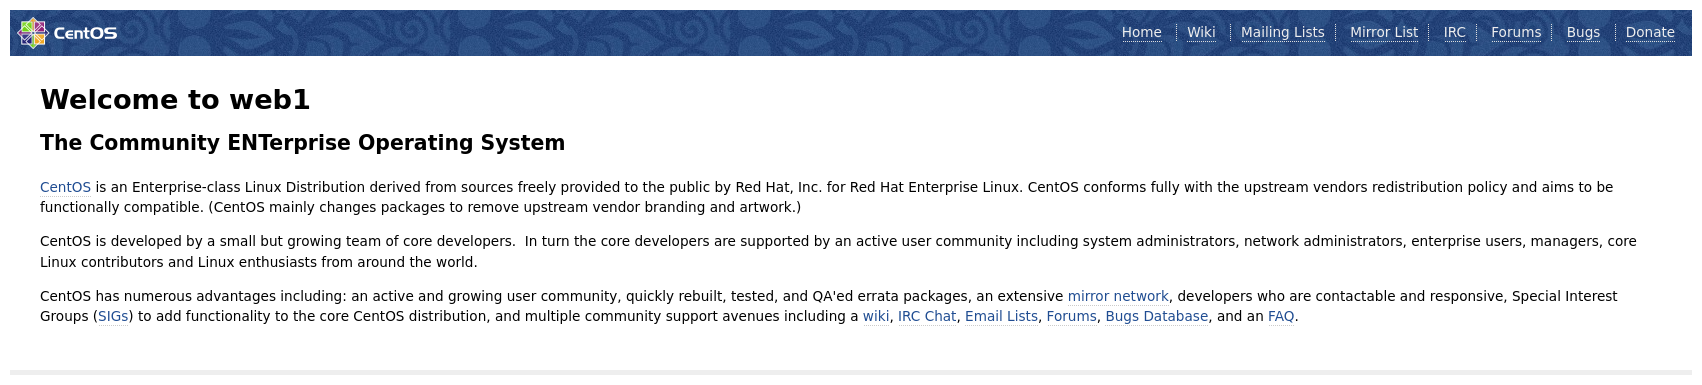 CentOS
Home Wiki Mailing Lists Mirror List IRC Forums Bugs Donate
Welcome to web1
The Community ENTerprise Operating System
CentOS is an Enterprise-class Linux Distribution derived from sources freely provided to the public by Red Hat, Inc. for Red Hat Enterprise Linux. CentOS conforms fully with the upstream vendors redistribution policy and aims to be
functionally compatible. (CentOS mainly changes packages to remove upstream vendor branding and artwork.)
CentOS is developed by a small but growing team of core developers.  In turn the core developers are supported by an active user community including system administrators, network administrators, enterprise users, managers, core
Linux contributors and Linux enthusiasts from around the world.
CentOS has numerous advantages including: an active and growing user community, quickly rebuilt, tested, and QA'ed errata packages, an extensive mirror network, developers who are contactable and responsive, Special Interest
Groups (SIGs) to add functionality to the core CentOS distribution, and multiple community support avenues including a wiki, IRC Chat, Email Lists, Forums, Bugs Database, and an FAQ.